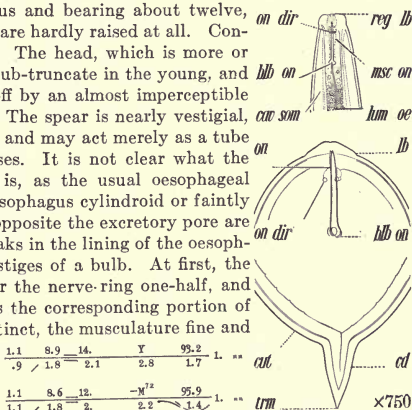 us and bearing about twelve,
are hardly raised at all. Con-
The head, which is more or
ub-truncate in the young, and
ff by an almost imperceptible
The spear is nearly vestigial,
and may act merely as a tube
ses. It is not clear what the
is, as the usual oesophageal
sophagus cylindroid or faintly
opposite the excretory pore are
aks in the lining of the oesoph-
stiges of a bulb. At first, the
r the nerve-ring one-half, and
s the corresponding portion of
tinct, the musculature fine and
1.1 8.9 14. Y 93.2
.9 1.8 2.1 2.8 1.7 1.
1.1 8.6 12. -M72 95.9
1.1 1.8 2. 2.2 1.4 1.
on dir
reg lb
blb on
msc on
cav som
lum oe
on
lb
on dir
blb on
cut
cd
trm
×750